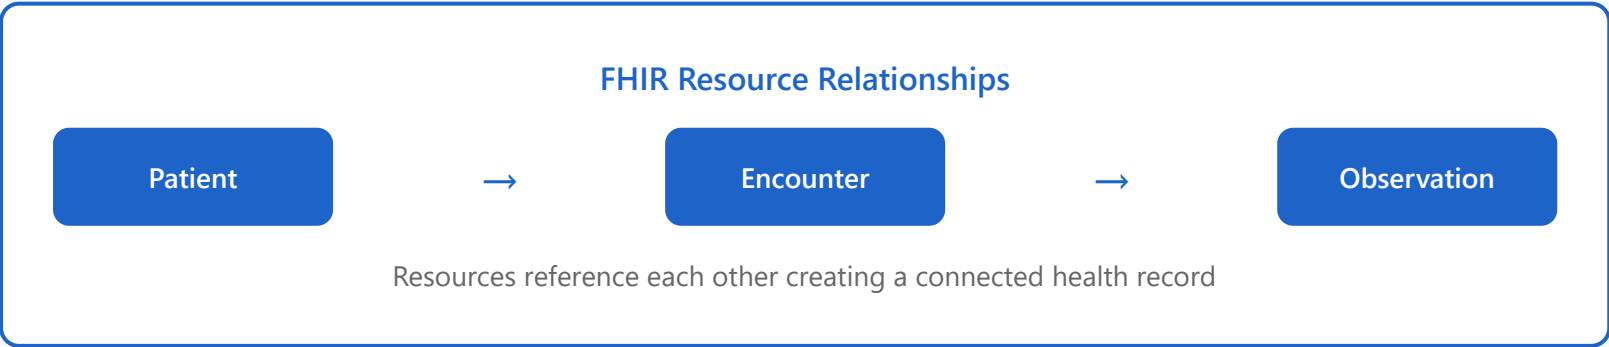 FHIR Resource Relationships
Patient → Encounter → Observation
Resources reference each other creating a connected health record